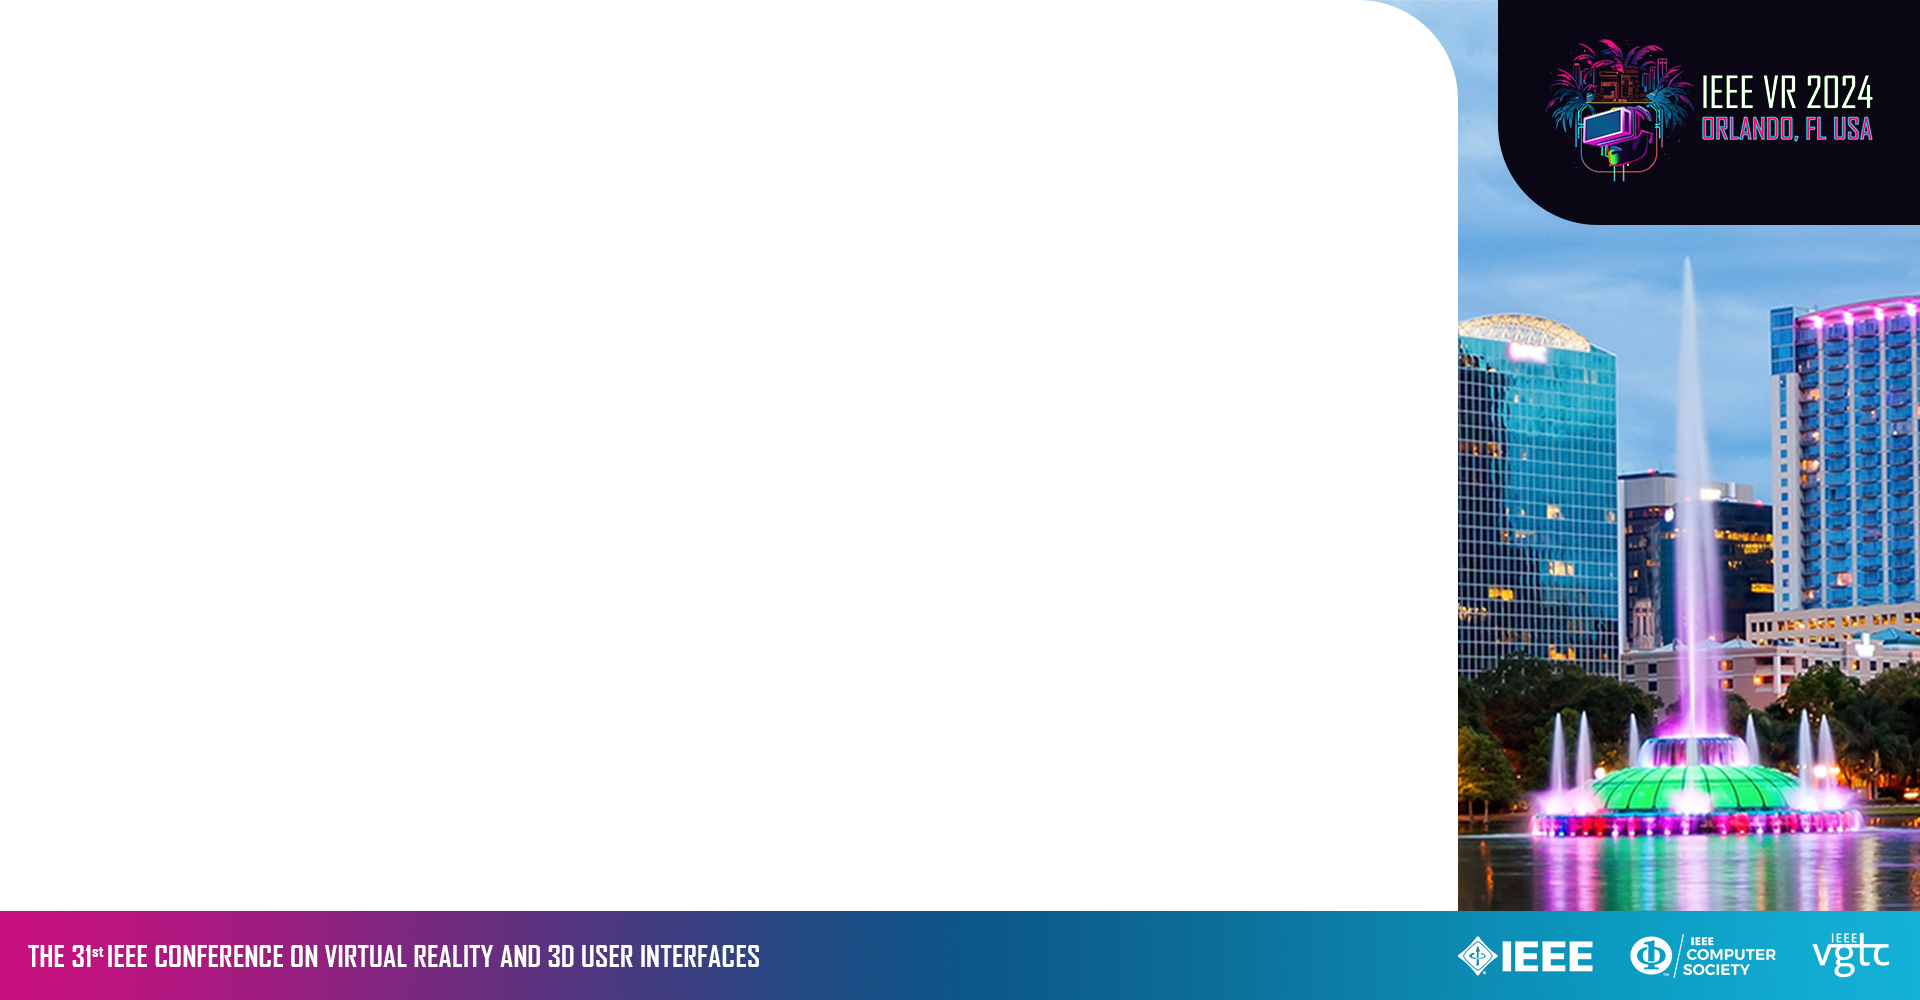 IEEE VR 2024
ORLANDO, FL USA
THE 31st IEEE CONFERENCE ON VIRTUAL REALITY AND 3D USER INTERFACES
IEEE
IEEE
COMPUTER
SOCIETY
IEEE
vgtc